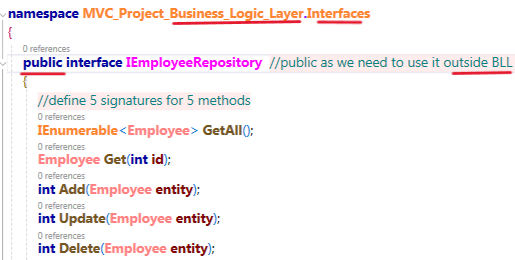 namespace MVC_Project_Business_Logic_Layer.Interfaces
{
0 references
public interface IEmployeeRepository //public as we need to use it outside BLL
{
//define 5 signatures for 5 methods
0 references
IEnumerable<Employee> GetAll();
0 references
Employee Get(int id);
0 references
int Add(Employee entity);
0 references
int Update(Employee entity);
0 references
int Delete(Employee entity);